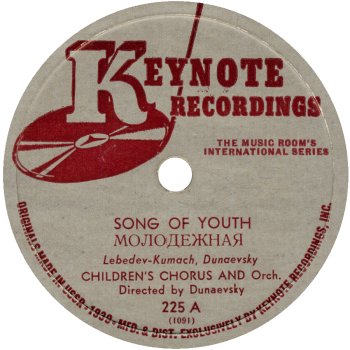 KEYNOTE
RECORDINGS
THE MUSIC ROOM'S
INTERNATIONAL SERIES
SONG OF YOUTH
МОЛОДЕЖНАЯ
Lebedev-Kumach, Dunaevsky
CHILDREN'S CHORUS AND Orch.
Directed by Dunaevsky
225 A
(1091)
ORIGINALS MADE IN USSR-1939-MFD. & DIST. EXCLUSIVELY BY KEYNOTE RECORDINGS, INC.